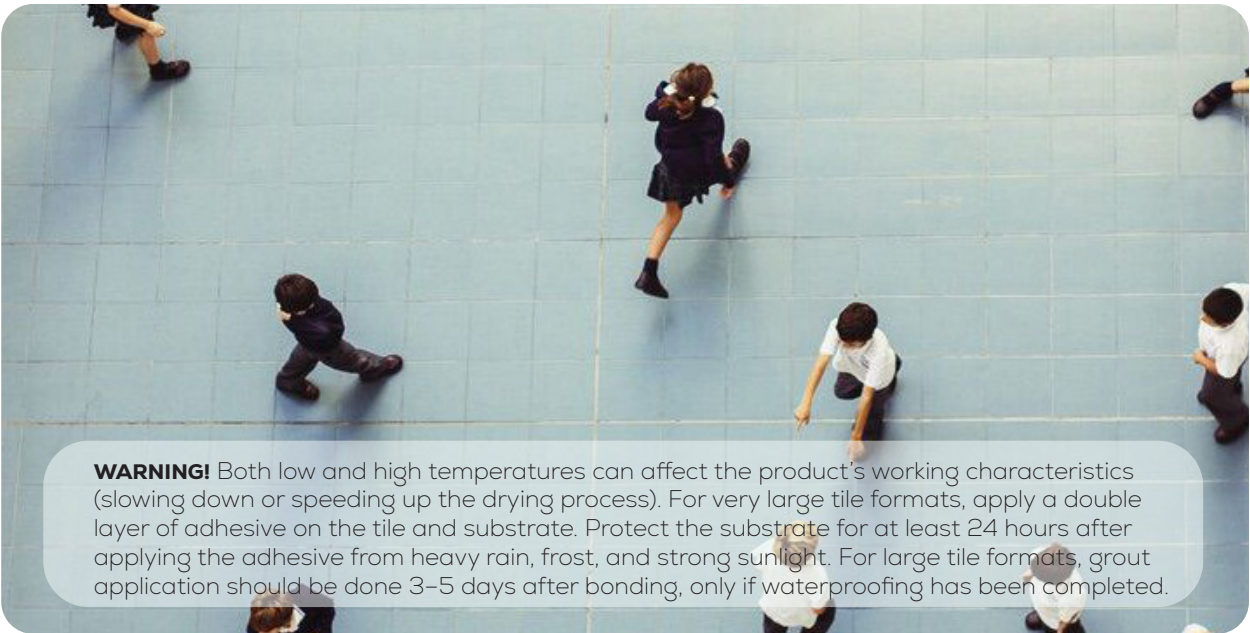 WARNING! Both low and high temperatures can affect the product's working characteristics
(slowing down or speeding up the drying process). For very large tile formats, apply a double
layer of adhesive on the tile and substrate. Protect the substrate for at least 24 hours after
applying the adhesive from heavy rain, frost, and strong sunlight. For large tile formats, grout
application should be done 3–5 days after bonding, only if waterproofing has been completed.